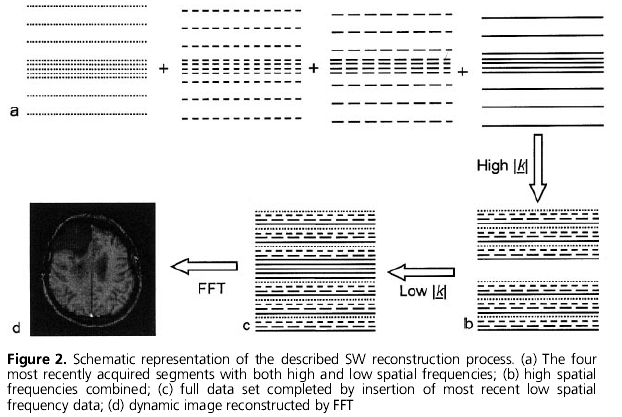 + + +
a
High |k|
FFT
Low |k|
d
c
b
Figure 2. Schematic representation of the described SW reconstruction process. (a) The four
most recently acquired segments with both high and low spatial frequencies; (b) high spatial
frequencies combined; (c) full data set completed by insertion of most recent low spatial
frequency data; (d) dynamic image reconstructed by FFT